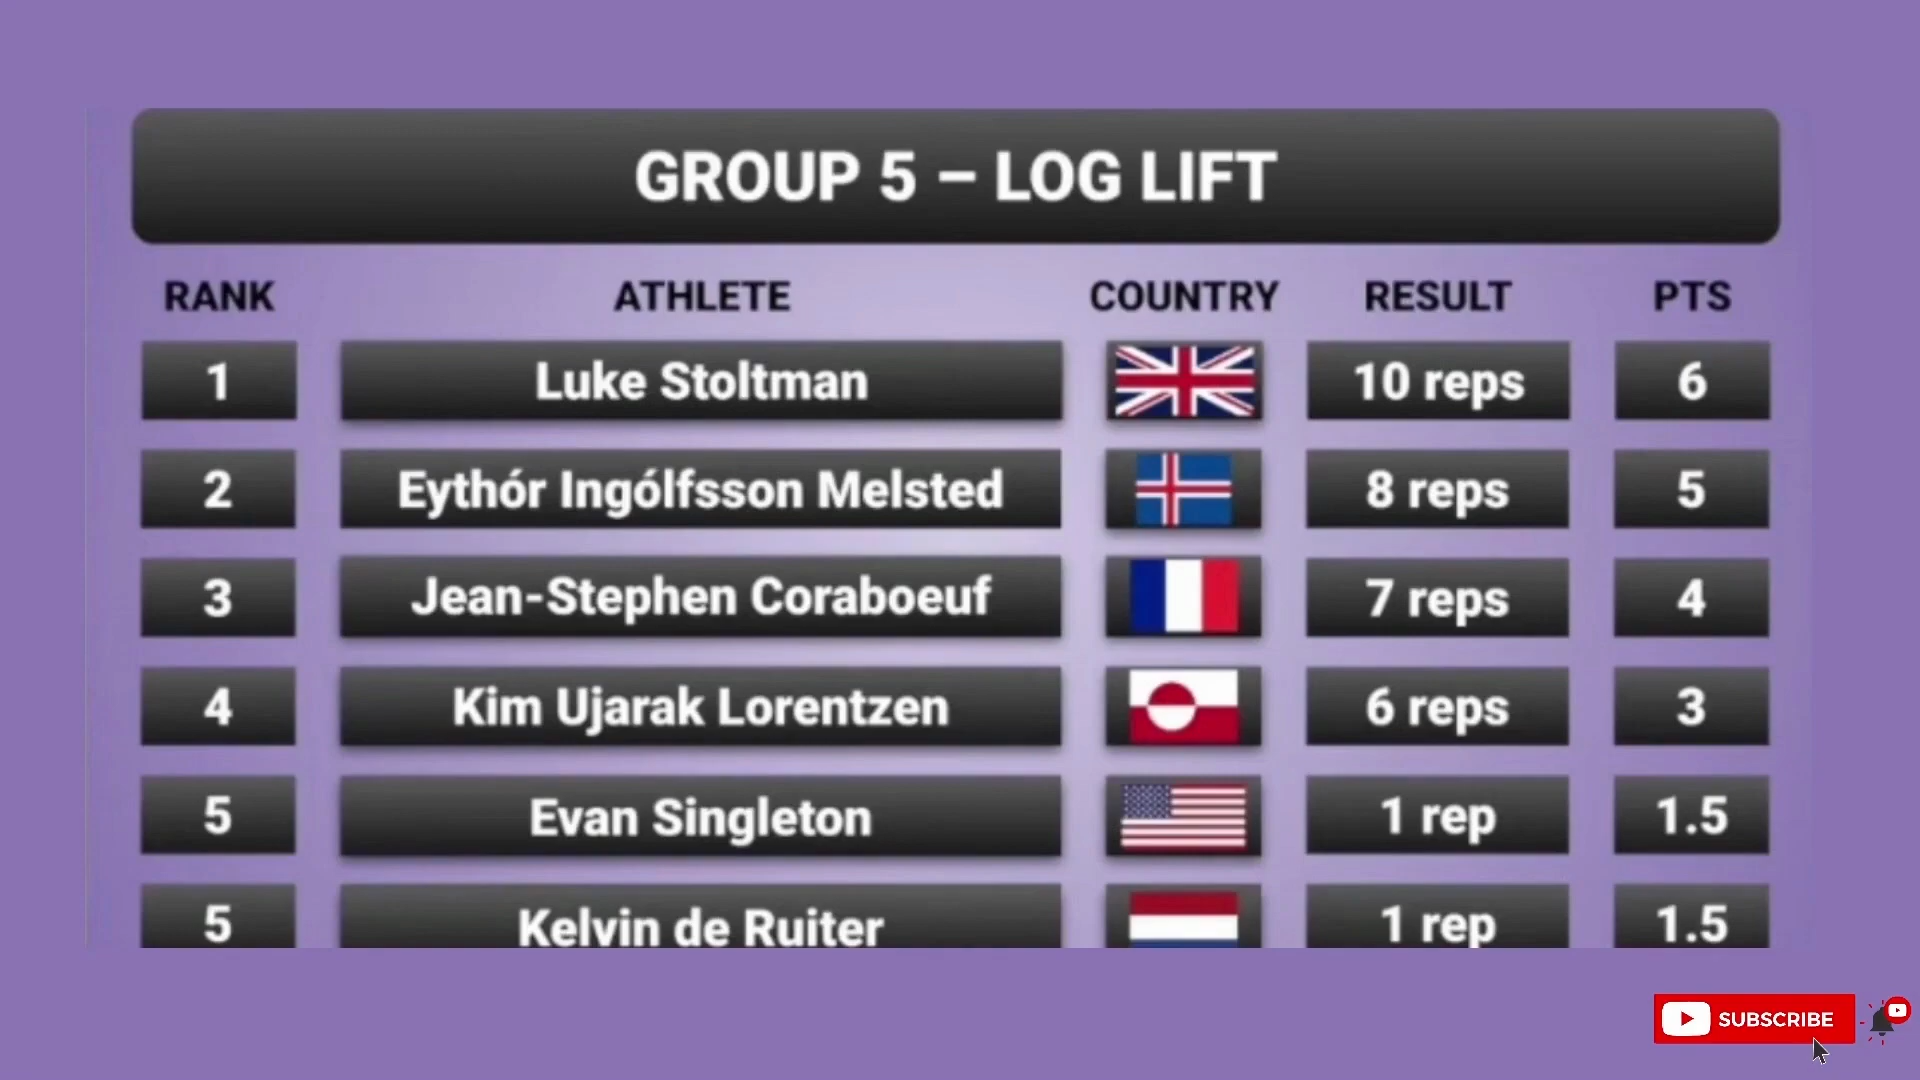 GROUP 5 – LOG LIFT
RANK ATHLETE COUNTRY RESULT PTS
1 Luke Stoltman 10 reps 6
2 Eythór Ingólfsson Melsted 8 reps 5
3 Jean-Stephen Coraboeuf 7 reps 4
4 Kim Ujarak Lorentzen 6 reps 3
5 Evan Singleton 1 rep 1.5
5 Kelvin de Ruiter 1 rep 1.5
SUBSCRIBE